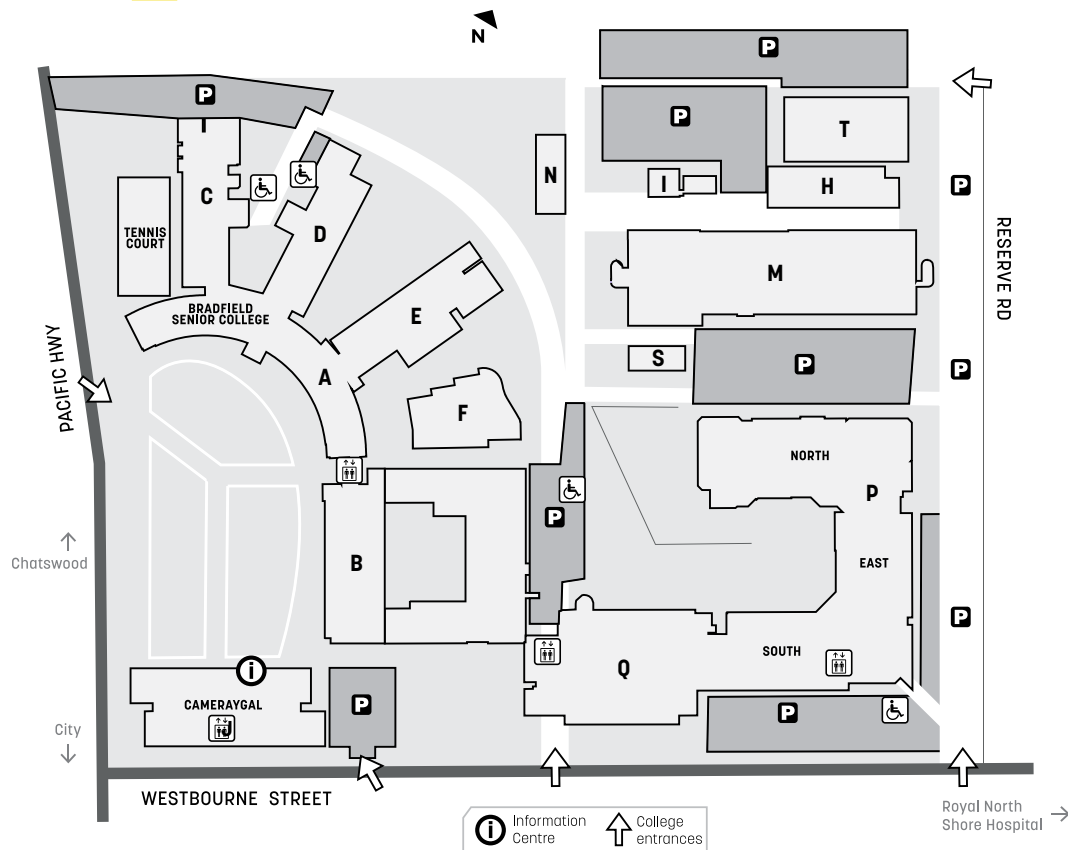 N
P
P
P
T
C
N
I
H
P
D
TENNIS
COURT
RESERVE RD
M
BRADFIELD
SENIOR COLLEGE
E
PACIFIC HWY
A
S
P
P
F
NORTH
P
P
B
Chatswood
EAST
P
SOUTH
Q
i
CAMERAYGAL
P
P
City
WESTBOURNE STREET
i
Information
Centre
College
entrances
Royal North
Shore Hospital